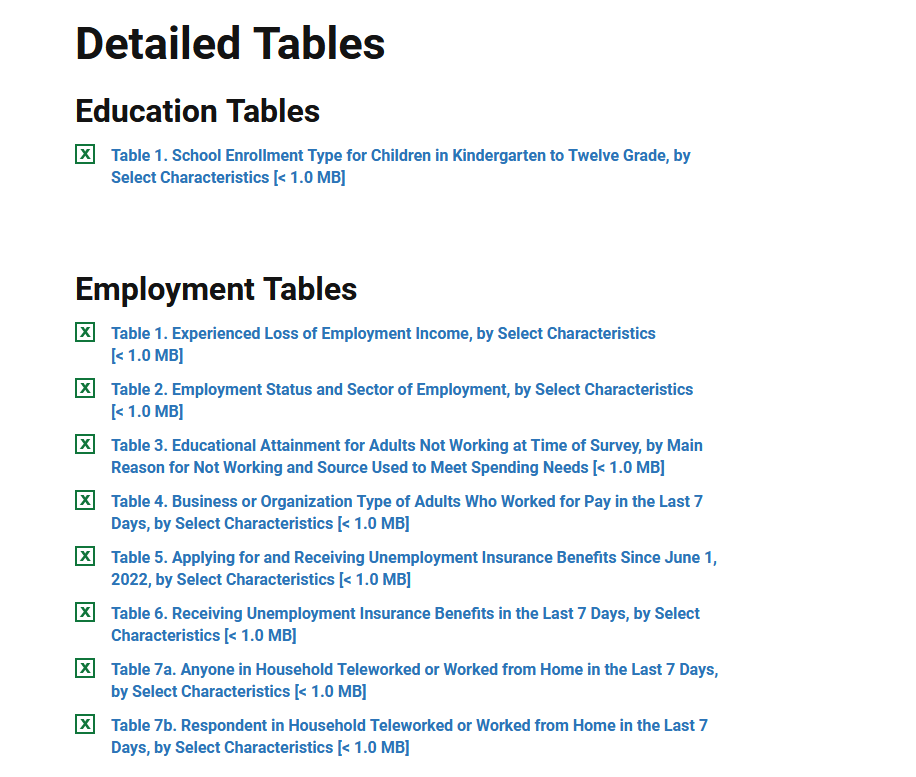 Detailed Tables
Education Tables
Table 1. School Enrollment Type for Children in Kindergarten to Twelve Grade, by
Select Characteristics [< 1.0 MB]
Employment Tables
Table 1. Experienced Loss of Employment Income, by Select Characteristics
[< 1.0 MB]
Table 2. Employment Status and Sector of Employment, by Select Characteristics
[< 1.0 MB]
Table 3. Educational Attainment for Adults Not Working at Time of Survey, by Main
Reason for Not Working and Source Used to Meet Spending Needs [< 1.0 MB]
Table 4. Business or Organization Type of Adults Who Worked for Pay in the Last 7
Days, by Select Characteristics [< 1.0 MB]
Table 5. Applying for and Receiving Unemployment Insurance Benefits Since June 1,
2022, by Select Characteristics [< 1.0 MB]
Table 6. Receiving Unemployment Insurance Benefits in the Last 7 Days, by Select
Characteristics [< 1.0 MB]
Table 7a. Anyone in Household Teleworked or Worked from Home in the Last 7 Days,
by Select Characteristics [< 1.0 MB]
Table 7b. Respondent in Household Teleworked or Worked from Home in the Last 7
Days, by Select Characteristics [< 1.0 MB]